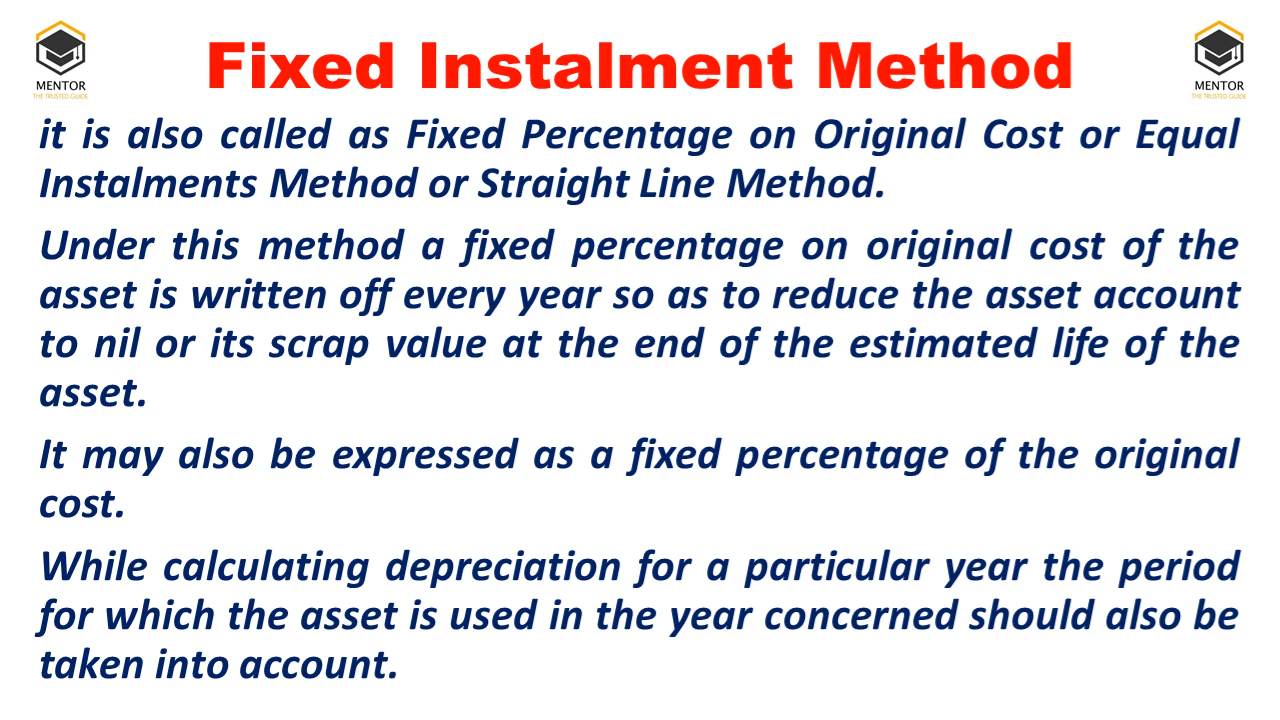 MENTOR
THE TRUSTED GUIDE
Fixed Instalment Method
MENTOR
THE TRUSTED GUIDE
it is also called as Fixed Percentage on Original Cost or Equal
Instalments Method or Straight Line Method.
Under this method a fixed percentage on original cost of the
asset is written off every year so as to reduce the asset account
to nil or its scrap value at the end of the estimated life of the
asset.
It may also be expressed as a fixed percentage of the original
cost.
While calculating depreciation for a particular year the period
for which the asset is used in the year concerned should also be
taken into account.